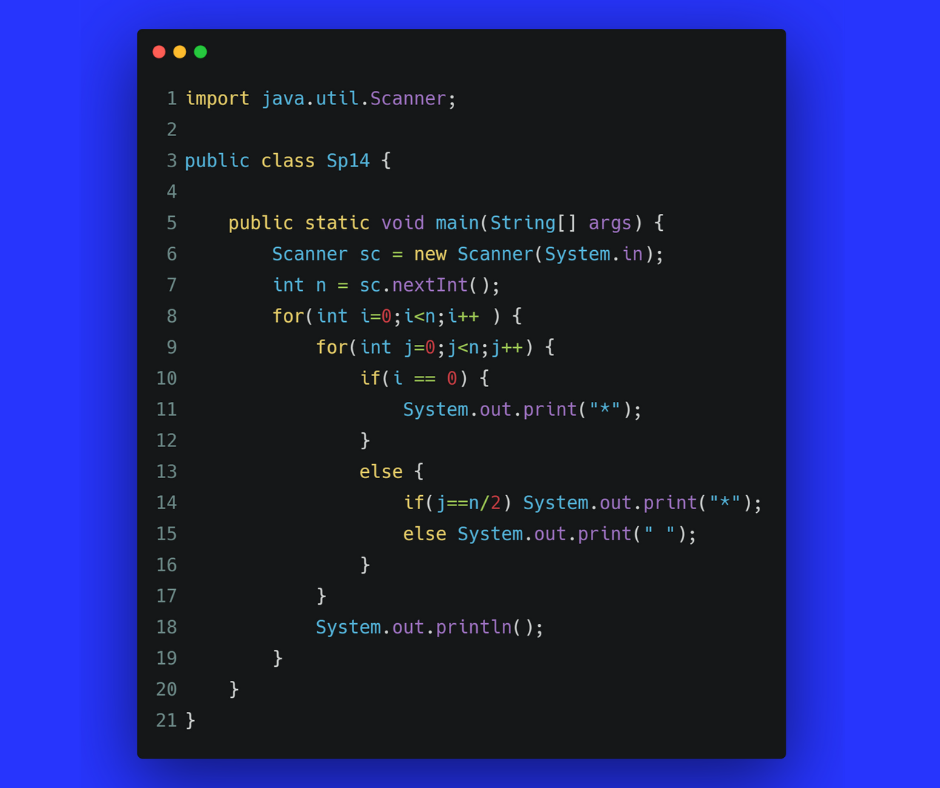 1 import java.util.Scanner;
2
3 public class Sp14 {
4
5     public static void main(String[] args) {
6         Scanner sc = new Scanner(System.in);
7         int n = sc.nextInt();
8         for(int i=0;i<n;i++ ) {
9             for(int j=0;j<n;j++) {
10                 if(i == 0) {
11                     System.out.print("*");
12                 }
13                 else {
14                     if(j==n/2) System.out.print("*");
15                     else System.out.print(" ");
16                 }
17             }
18             System.out.println();
19         }
20     }
21 }